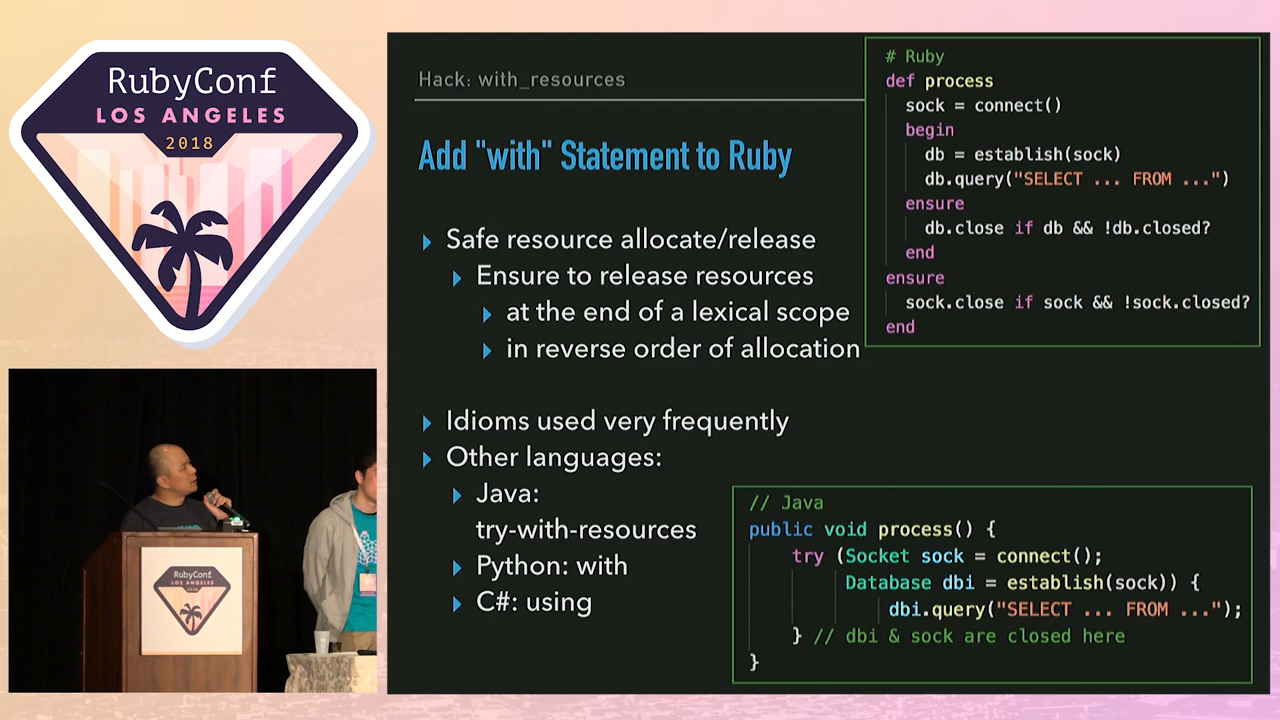 RubyConf
LOS ANGELES
2018
Hack: with_resources
Add "with" Statement to Ruby
Safe resource allocate/release
Ensure to release resources
at the end of a lexical scope
in reverse order of allocation
Idioms used very frequently
Other languages:
Java:
try-with-resources
Python: with
C#: using
# Ruby
def process
sock = connect()
begin
db = establish(sock)
db.query("SELECT ... FROM ...")
ensure
db.close if db && !db.closed?
end
ensure
sock.close if sock && !sock.closed?
end
// Java
public void process() {
try (Socket sock = connect();
Database dbi = establish(sock)) {
dbi.query("SELECT ... FROM ...");
} // dbi & sock are closed here
}
RubyConf
LOS ANGELES
2018